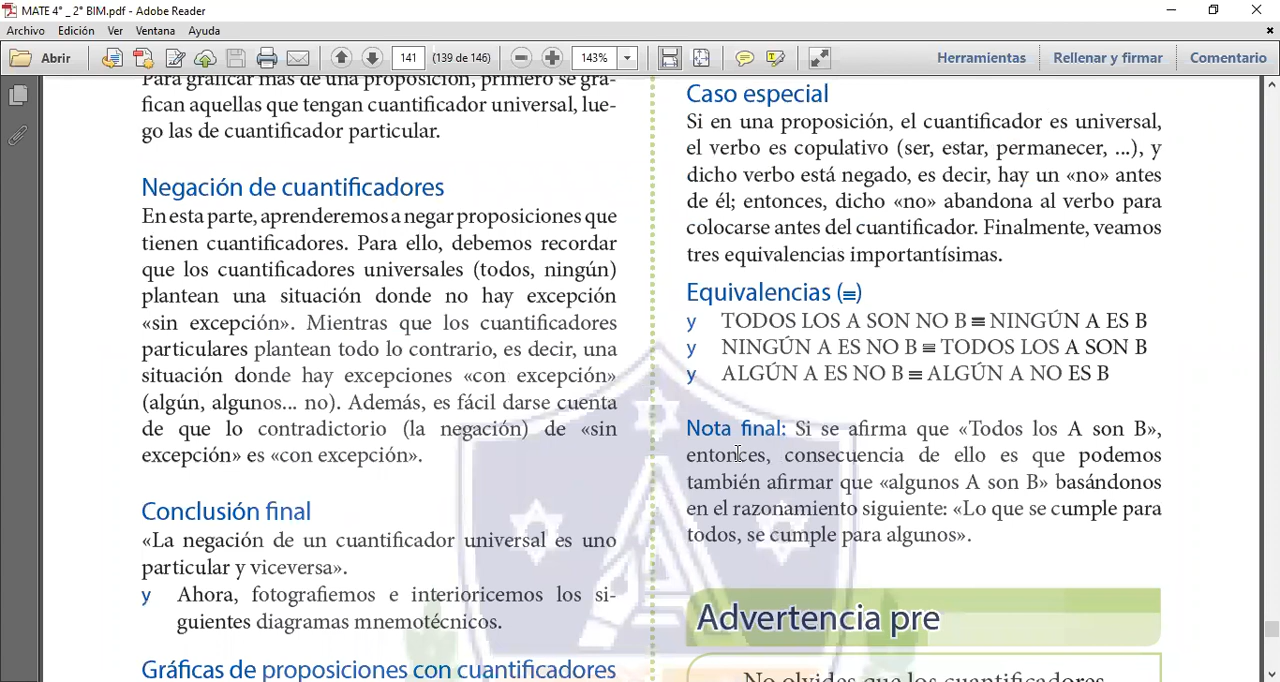 MATE 4° _ 2° BIM.pdf - Adobe Reader
Archivo Edición Ver Ventana Ayuda
Abrir 141 (139 de 146) 143% Herramientas Rellenar y firmar Comentario
Para graficar más de una proposición, primero se gra-
fican aquellas que tengan cuantificador universal, lue-
go las de cuantificador particular.
Negación de cuantificadores
En esta parte, aprenderemos a negar proposiciones que
tienen cuantificadores. Para ello, debemos recordar
que los cuantificadores universales (todos, ningún)
plantean una situación donde no hay excepción
«sin excepción». Mientras que los cuantificadores
particulares plantean todo lo contrario, es decir, una
situación donde hay excepciones «con excepción»
(algún, algunos... no). Además, es fácil darse cuenta
de que lo contradictorio (la negación) de «sin
excepción» es «con excepción».
Conclusión final
«La negación de un cuantificador universal es uno
particular y viceversa».
y Ahora, fotografiemos e interioricemos los si-
guientes diagramas mnemotécnicos.
Gráficas de proposiciones con cuantificadores
Caso especial
Si en una proposición, el cuantificador es universal,
el verbo es copulativo (ser, estar, permanecer, ...), y
dicho verbo está negado, es decir, hay un «no» antes
de él; entonces, dicho «no» abandona al verbo para
colocarse antes del cuantificador. Finalmente, veamos
tres equivalencias importantísimas.
Equivalencias (≡)
y TODOS LOS A SON NO B ≡ NINGÚN A ES B
y NINGÚN A ES NO B ≡ TODOS LOS A SON B
y ALGÚN A ES NO B ≡ ALGÚN A NO ES B
Nota final: Si se afirma que «Todos los A son B»,
entonces, consecuencia de ello es que podemos
también afirmar que «algunos A son B» basándonos
en el razonamiento siguiente: «Lo que se cumple para
todos, se cumple para algunos».
Advertencia pre
No olvides que los cuantificadores